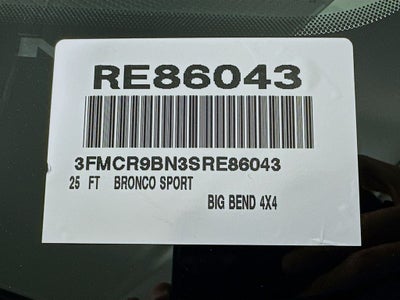 RE86043
3FMCR9BN3SRE86043
25 FT BRONCO SPORT
BIG BEND 4X4